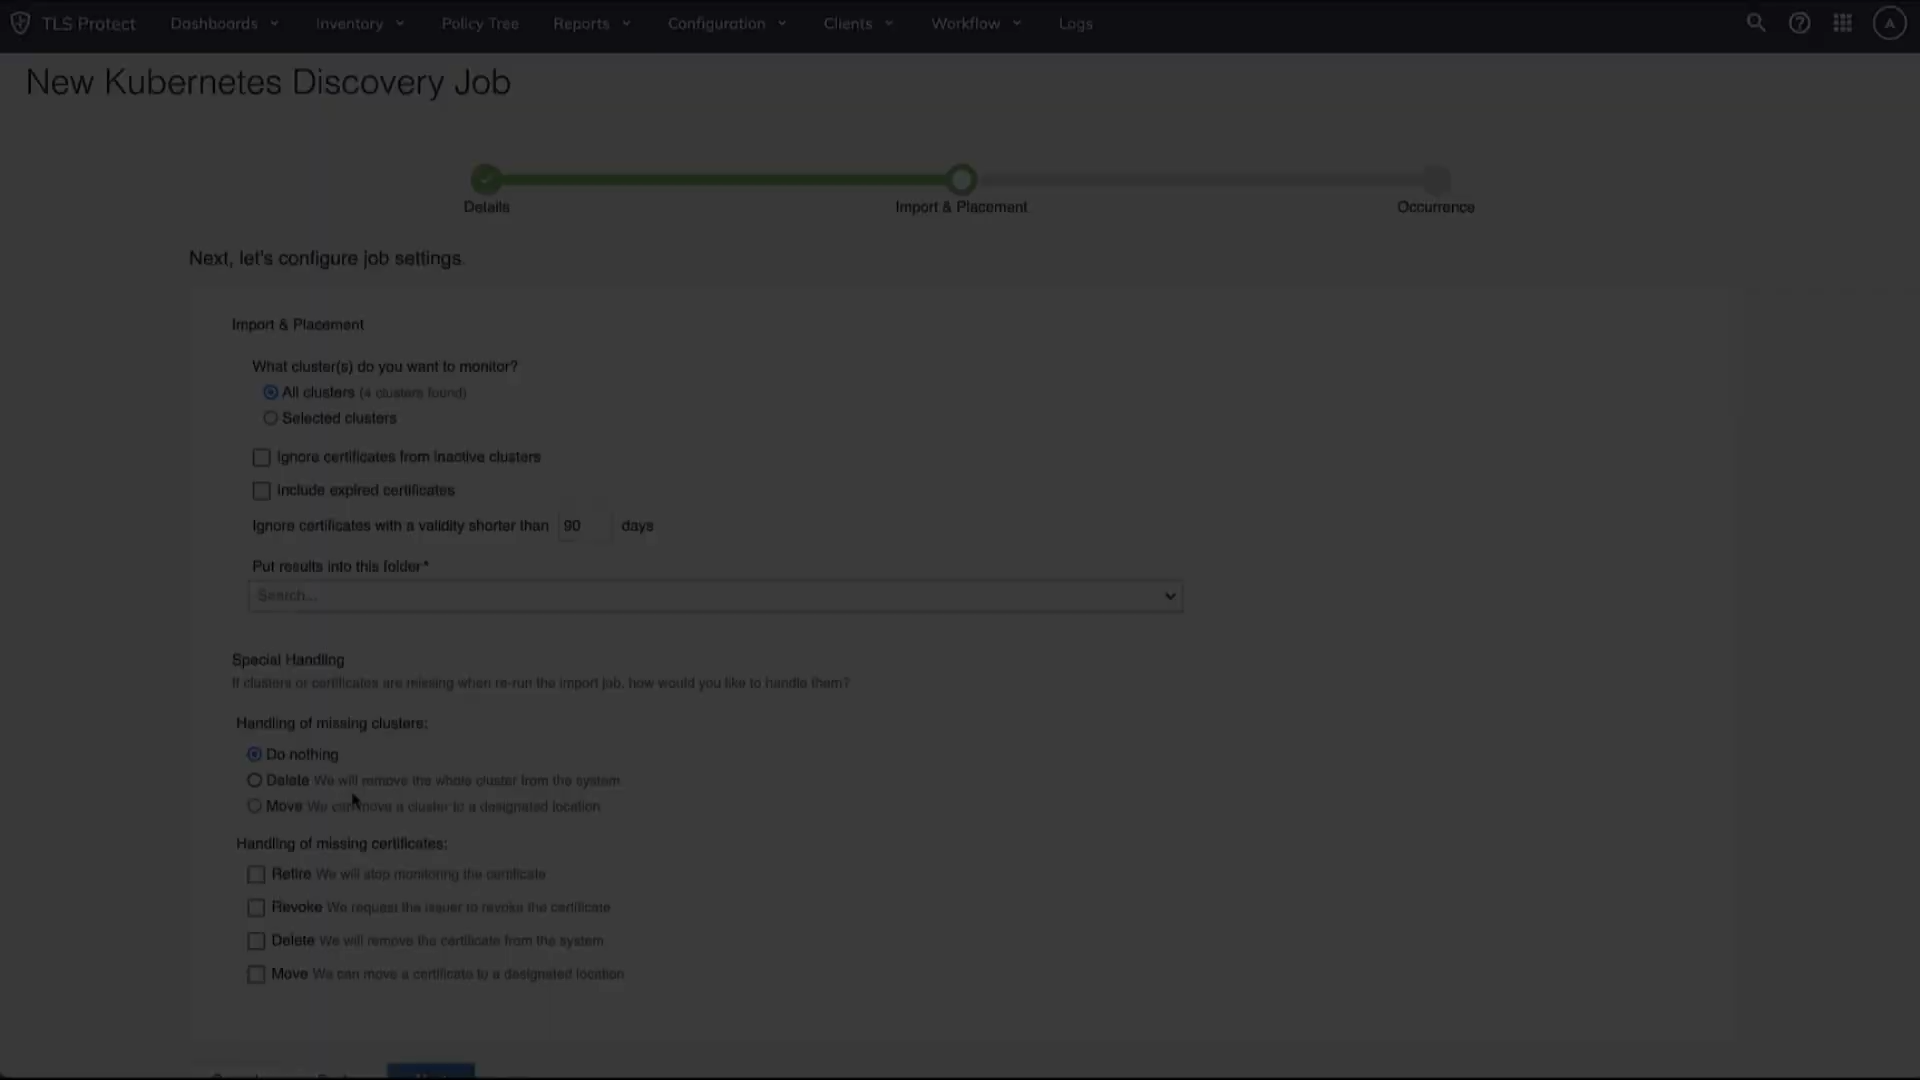 TLS Protect Dashboards Inventory Policy Tree Reports Configuration Clients Workflow Logs A
New Kubernetes Discovery Job
Details Import & Placement Occurrence
Next, let's configure job settings.
Import & Placement
What cluster(s) do you want to monitor?
All clusters (4 clusters found)
Selected clusters
Ignore certificates from inactive clusters
Include expired certificates
Ignore certificates with a validity shorter than 90 days
Put results into this folder*
Search...
Special Handling
If clusters or certificates are missing when re-run the import job, how would you like to handle them?
Handling of missing clusters:
Do nothing
Delete We will remove the whole cluster from the system
Move We can move a cluster to a designated location
Handling of missing certificates:
Retire We will stop monitoring the certificate
Revoke We request the issuer to revoke the certificate
Delete We will remove the certificate from the system
Move We can move a certificate to a designated location